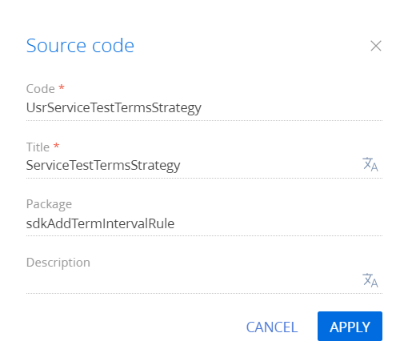 Source code
Code *
UsrServiceTestTermsStrategy
Title *
ServiceTestTermsStrategy
Package
sdkAddTermIntervalRule
Description
CANCEL APPLY